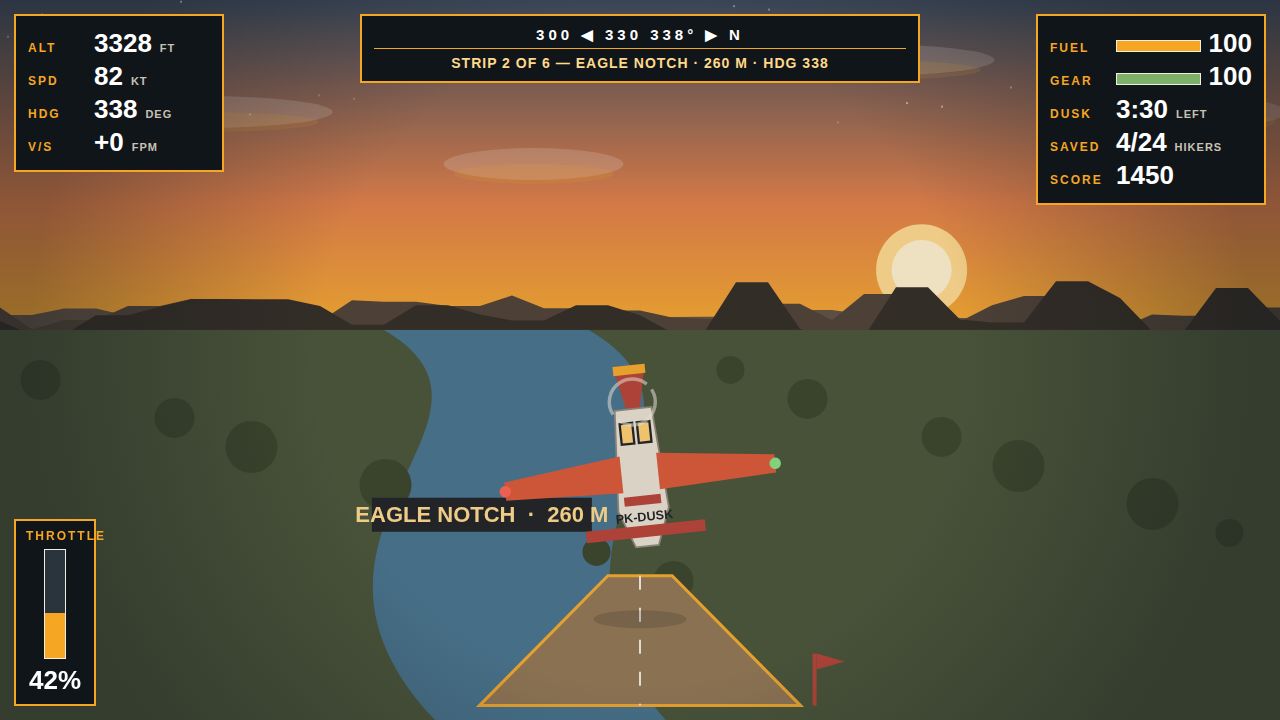 ALT 3328 FT
SPD 82 KT
HDG 338 DEG
V/S +0 FPM
300 ◀ 330 338° ▶ N
STRIP 2 OF 6 — EAGLE NOTCH · 260 M · HDG 338
FUEL 100
GEAR 100
DUSK 3:30 LEFT
SAVED 4/24 HIKERS
SCORE 1450
EAGLE NOTCH · 260 M
PK-DUSK
THROTTLE
42%